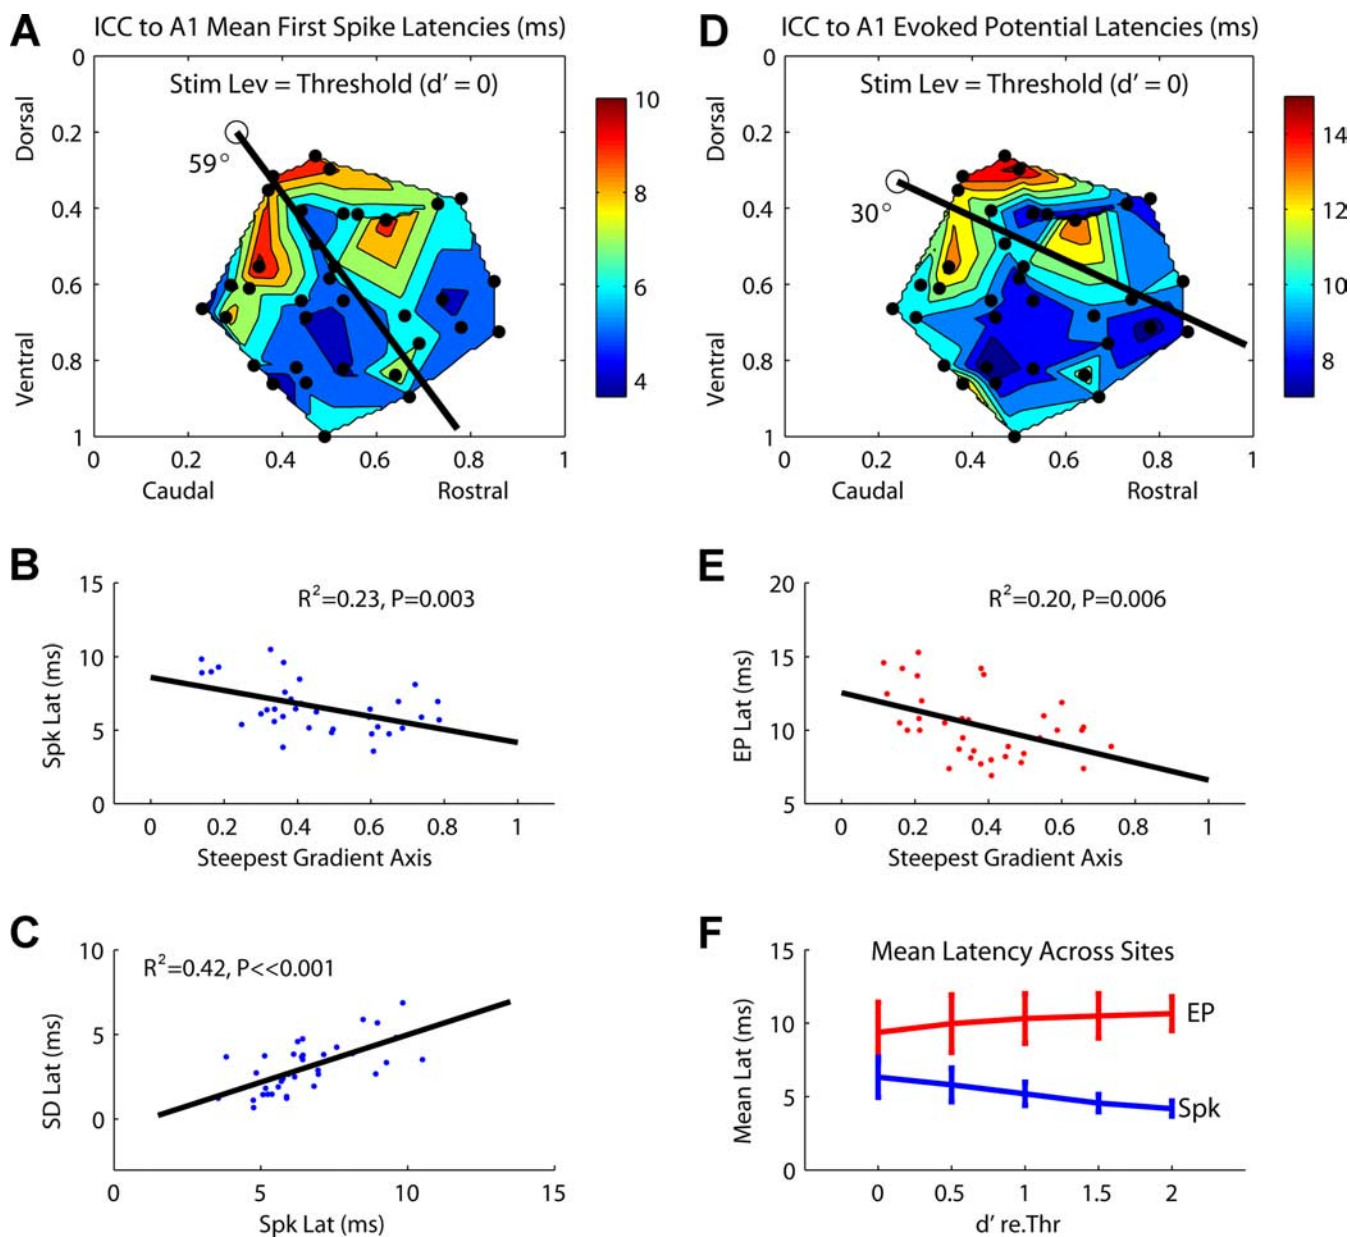 A
ICC to A1 Mean First Spike Latencies (ms)
Stim Lev = Threshold (d' = 0)
59°
Dorsal
Ventral
0
0.2
0.4
0.6
0.8
1
0 0.2 0.4 0.6 0.8 1
Caudal Rostral
10
8
6
4
D
ICC to A1 Evoked Potential Latencies (ms)
Stim Lev = Threshold (d' = 0)
30°
Dorsal
Ventral
0
0.2
0.4
0.6
0.8
1
0 0.2 0.4 0.6 0.8 1
Caudal Rostral
14
12
10
8
B
R²=0.23, P=0.003
Spk Lat (ms)
15
10
5
0
0 0.2 0.4 0.6 0.8 1
Steepest Gradient Axis
E
R²=0.20, P=0.006
EP Lat (ms)
20
15
10
5
0 0.2 0.4 0.6 0.8 1
Steepest Gradient Axis
C
R²=0.42, P<<0.001
SD Lat (ms)
10
5
0
0 5 10 15
Spk Lat (ms)
F
Mean Latency Across Sites
EP
Spk
Mean Lat (ms)
15
10
5
0
0 0.5 1 1.5 2
d' re.Thr